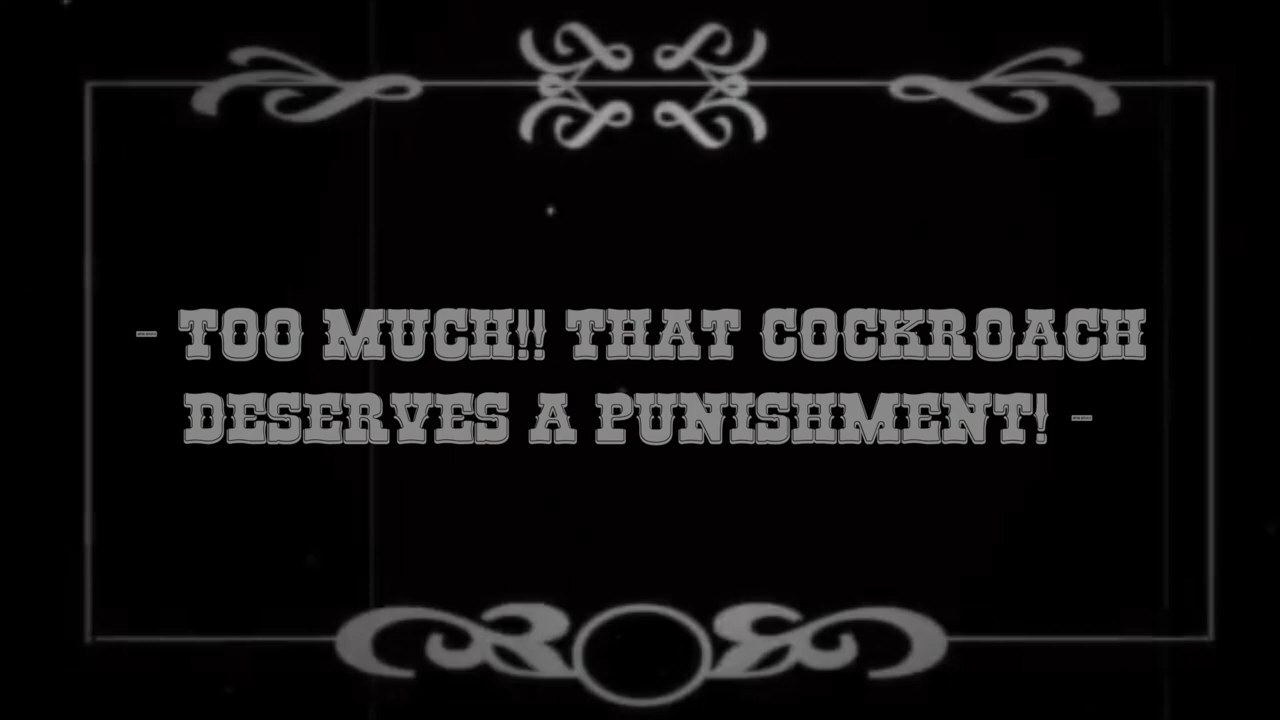 - TOO MUCH!! THAT COCKROACH
DESERVES A PUNISHMENT! -